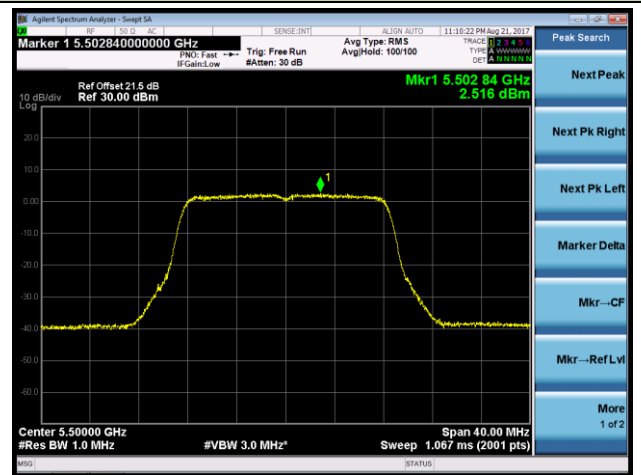 Agilent Spectrum Analyzer - Swept SA
RF 50 Ω AC SENSE:INT ALIGN AUTO 11:10:22 PM Aug 21, 2017
Marker 1 5.502840000000 GHz
PNO: Fast
IFGain:Low
Trig: Free Run
#Atten: 30 dB
Avg Type: RMS
Avg|Hold: 100/100
TRACE 1 2 3 4 5 6
TYPE A WWWWW
DET A N N N N N
Peak Search
Ref Offset 21.5 dB
10 dB/div Ref 30.00 dBm
Log
Mkr1 5.502 84 GHz
2.516 dBm
20.0
10.0
0.00
-10.0
-20.0
-30.0
-40.0
-50.0
-60.0
1
Next Peak
Next Pk Right
Next Pk Left
Marker Delta
Mkr→CF
Mkr→Ref Lvl
More
1 of 2
Center 5.50000 GHz Span 40.00 MHz
#Res BW 1.0 MHz #VBW 3.0 MHz* Sweep 1.067 ms (2001 pts)
MSG STATUS